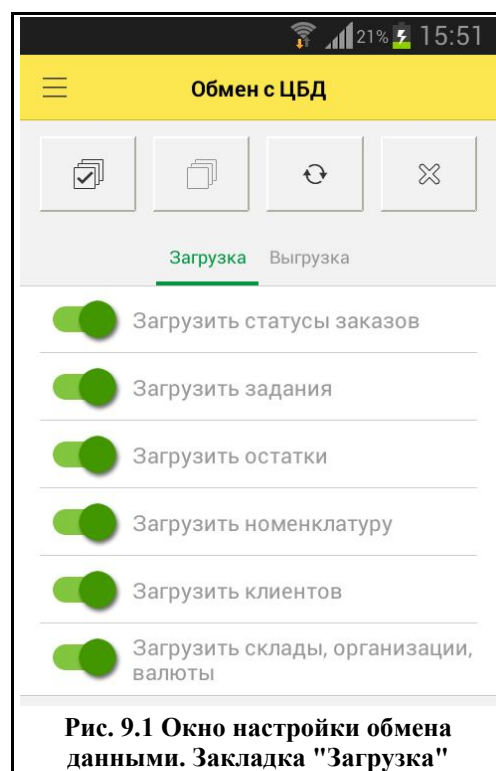 21% 15:51
Обмен с ЦБД
Загрузка Выгрузка
Загрузить статусы заказов
Загрузить задания
Загрузить остатки
Загрузить номенклатуру
Загрузить клиентов
Загрузить склады, организации,
валюты
Рис. 9.1 Окно настройки обмена
данными. Закладка "Загрузка"